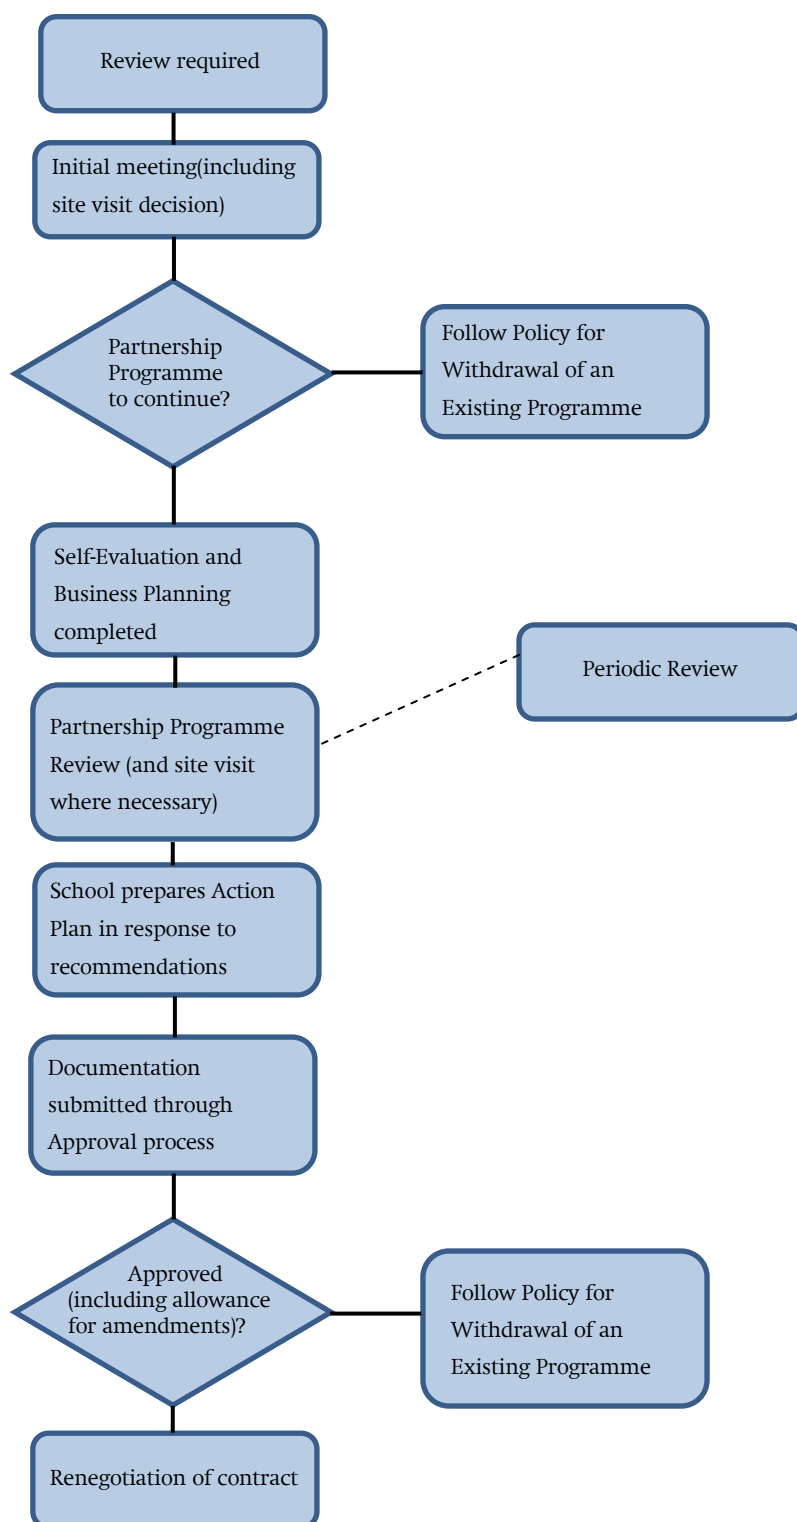 Review required
Initial meeting(including
site visit decision)
Partnership
Programme
to continue?
Follow Policy for
Withdrawal of an
Existing Programme
Self-Evaluation and
Business Planning
completed
Periodic Review
Partnership Programme
Review (and site visit
where necessary)
School prepares Action
Plan in response to
recommendations
Documentation
submitted through
Approval process
Approved
(including allowance
for amendments)?
Follow Policy for
Withdrawal of an
Existing Programme
Renegotiation of contract